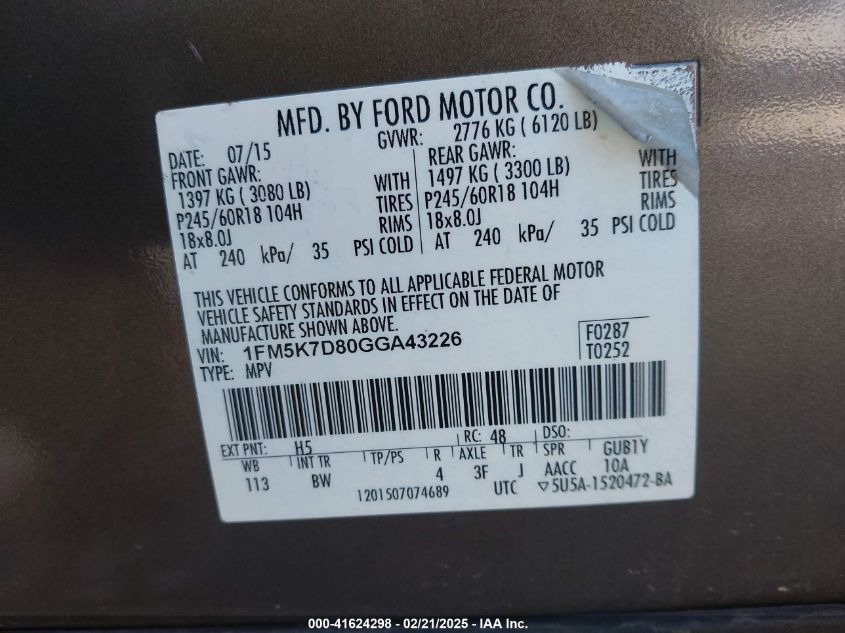 MFD. BY FORD MOTOR CO.
DATE: 07/15 GVWR: 2776 KG ( 6120 LB)
FRONT GAWR: REAR GAWR:
1397 KG ( 3080 LB) WITH 1497 KG ( 3300 LB) WITH
P245/60R18 104H TIRES P245/60R18 104H TIRES
18x8.0J RIMS 18x8.0J RIMS
AT 240 kPa/ 35 PSI COLD AT 240 kPa/ 35 PSI COLD
THIS VEHICLE CONFORMS TO ALL APPLICABLE FEDERAL MOTOR
VEHICLE SAFETY STANDARDS IN EFFECT ON THE DATE OF
MANUFACTURE SHOWN ABOVE.
VIN: 1FM5K7D80GGA43226 F0287
TYPE: MPV T0252
EXT PNT: H5 RC: 48 DSO:
WB INT TR TP/PS R AXLE TR SPR GUB1Y
113 BW 4 3F J AACC 10A
1201507074689 UTC ▽5U5A-1520472-BA
000-41624298 - 02/21/2025 - IAA Inc.